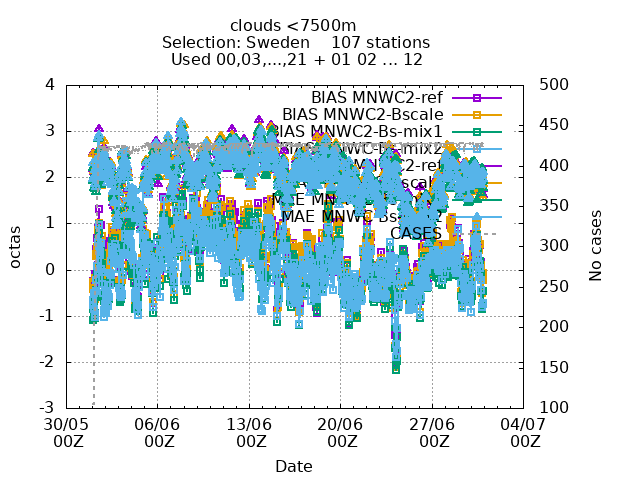 clouds <7500m
Selection: Sweden 107 stations
Used 00,03,...,21 + 01 02 ... 12
4
3
2
1
0
-1
-2
-3
octas
500
450
400
350
300
250
200
150
100
No cases
BIAS MNWC2-ref
BIAS MNWC2-Bscale
BIAS MNWC2-Bs-mix1
CASES
30/05 06/06 13/06 20/06 27/06 04/07
00Z 00Z 00Z 00Z 00Z 00Z
Date